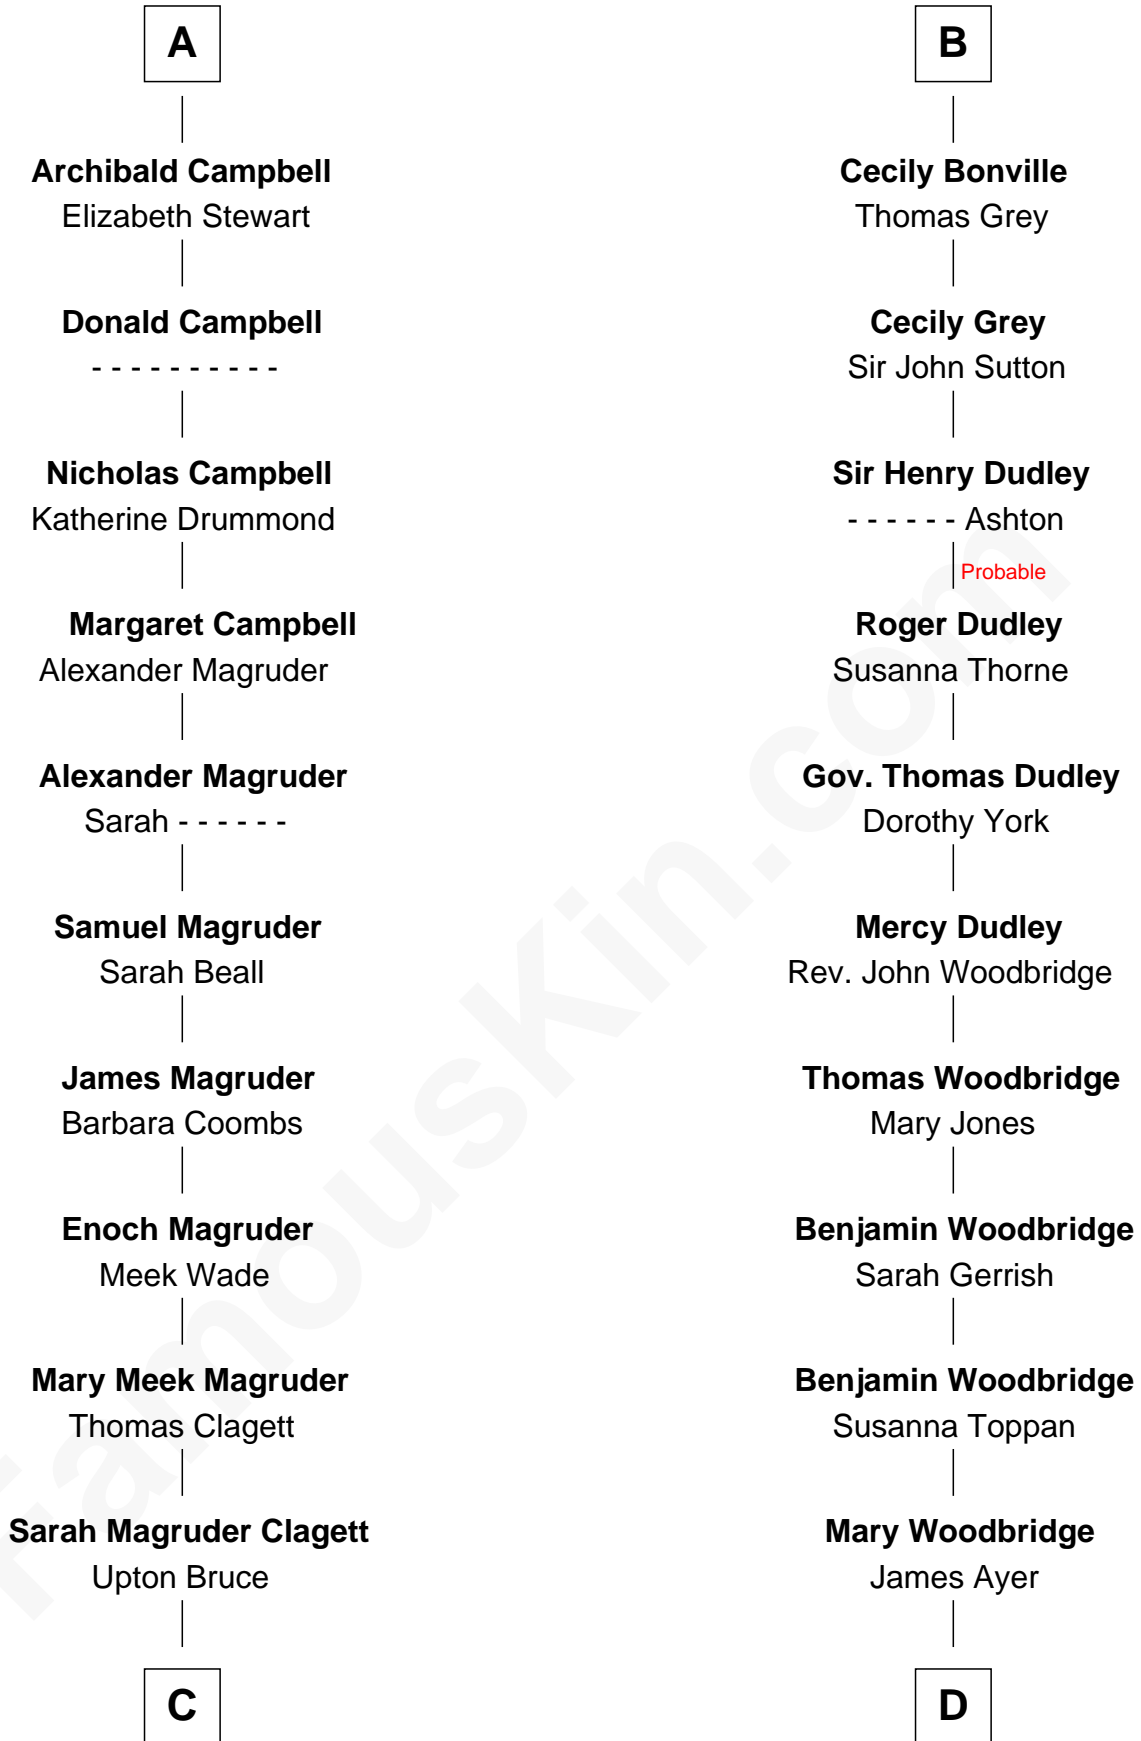 A
Archibald Campbell
Elizabeth Stewart
Donald Campbell
- - - - - - - - - -
Nicholas Campbell
Katherine Drummond
Margaret Campbell
Alexander Magruder
Alexander Magruder
Sarah - - - - - -
Samuel Magruder
Sarah Beall
James Magruder
Barbara Coombs
Enoch Magruder
Meek Wade
Mary Meek Magruder
Thomas Clagett
Sarah Magruder Clagett
Upton Bruce
C
B
Cecily Bonville
Thomas Grey
Cecily Grey
Sir John Sutton
Sir Henry Dudley
- - - - - - Ashton
Probable
Roger Dudley
Susanna Thorne
Gov. Thomas Dudley
Dorothy York
Mercy Dudley
Rev. John Woodbridge
Thomas Woodbridge
Mary Jones
Benjamin Woodbridge
Sarah Gerrish
Benjamin Woodbridge
Susanna Toppan
Mary Woodbridge
James Ayer
D
FamousKin.com